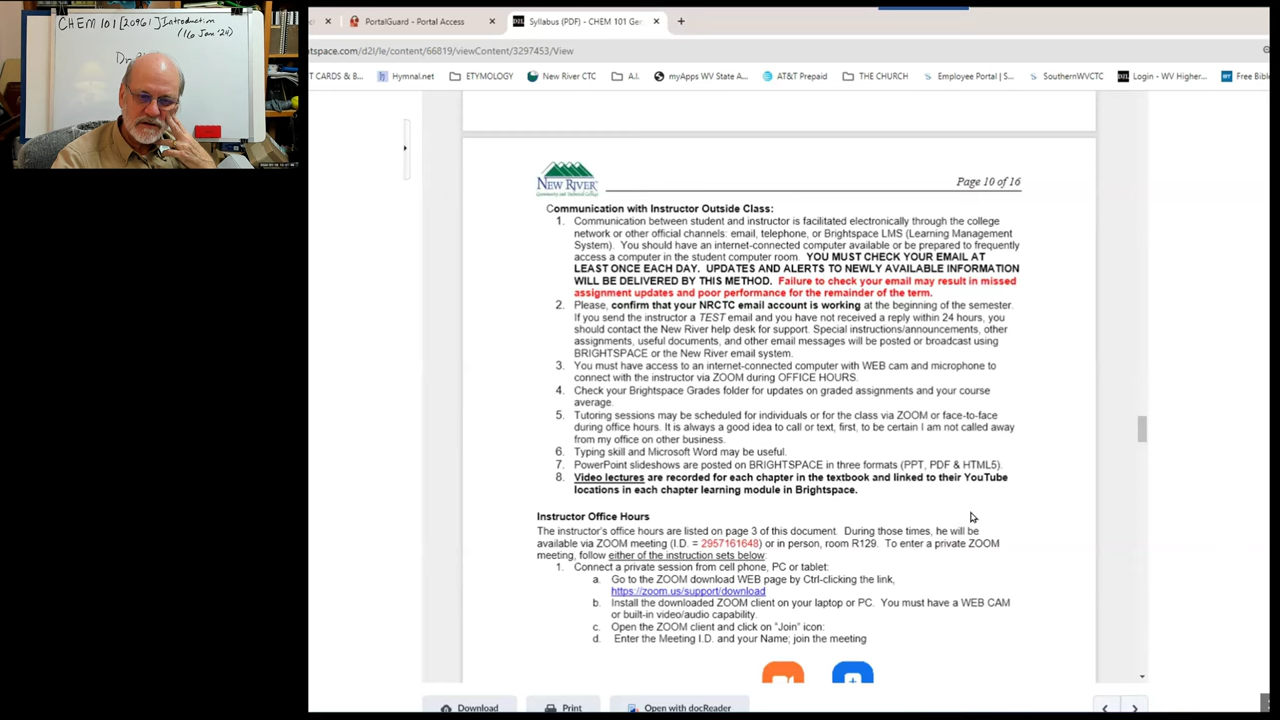 CHEM 101 [20961] Introduction
(16 Jan '24)
Dr.
PortalGuard - Portal Access
Syllabus (PDF) - CHEM 101 Ger
htspace.com/d2l/le/content/66819/viewContent/3297453/View
T CARDS & B...
Hymnal.net
ETYMOLOGY
New River CTC
A.I.
myApps WV State A...
AT&T Prepaid
THE CHURCH
Employee Portal | S...
SouthernWVCTC
Login - WV Higher...
Free Bible
NEW RIVER
Community and Technical College
Page 10 of 16
Communication with Instructor Outside Class:
1. Communication between student and instructor is facilitated electronically through the college
network or other official channels: email, telephone, or Brightspace LMS (Learning Management
System). You should have an internet-connected computer available or be prepared to frequently
access a computer in the student computer room. YOU MUST CHECK YOUR EMAIL AT
LEAST ONCE EACH DAY. UPDATES AND ALERTS TO NEWLY AVAILABLE INFORMATION
WILL BE DELIVERED BY THIS METHOD. Failure to check your email may result in missed
assignment updates and poor performance for the remainder of the term.
2. Please, confirm that your NRCTC email account is working at the beginning of the semester.
If you send the instructor a TEST email and you have not received a reply within 24 hours, you
should contact the New River help desk for support. Special instructions/announcements, other
assignments, useful documents, and other email messages will be posted or broadcast using
BRIGHTSPACE or the New River email system.
3. You must have access to an internet-connected computer with WEB cam and microphone to
connect with the instructor via ZOOM during OFFICE HOURS.
4. Check your Brightspace Grades folder for updates on graded assignments and your course
average.
5. Tutoring sessions may be scheduled for individuals or for the class via ZOOM or face-to-face
during office hours. It is always a good idea to call or text, first, to be certain I am not called away
from my office on other business.
6. Typing skill and Microsoft Word may be useful.
7. PowerPoint slideshows are posted on BRIGHTSPACE in three formats (PPT, PDF & HTML5).
8. Video lectures are recorded for each chapter in the textbook and linked to their YouTube
locations in each chapter learning module in Brightspace.
Instructor Office Hours
The instructor's office hours are listed on page 3 of this document. During those times, he will be
available via ZOOM meeting (I.D. = 2957161648) or in person, room R129. To enter a private ZOOM
meeting, follow either of the instruction sets below:
1. Connect a private session from cell phone, PC or tablet:
a. Go to the ZOOM download WEB page by Ctrl-clicking the link,
https://zoom.us/support/download
b. Install the downloaded ZOOM client on your laptop or PC. You must have a WEB CAM
or built-in video/audio capability.
c. Open the ZOOM client and click on "Join" icon:
d. Enter the Meeting I.D. and your Name; join the meeting
Download
Print
Open with docReader